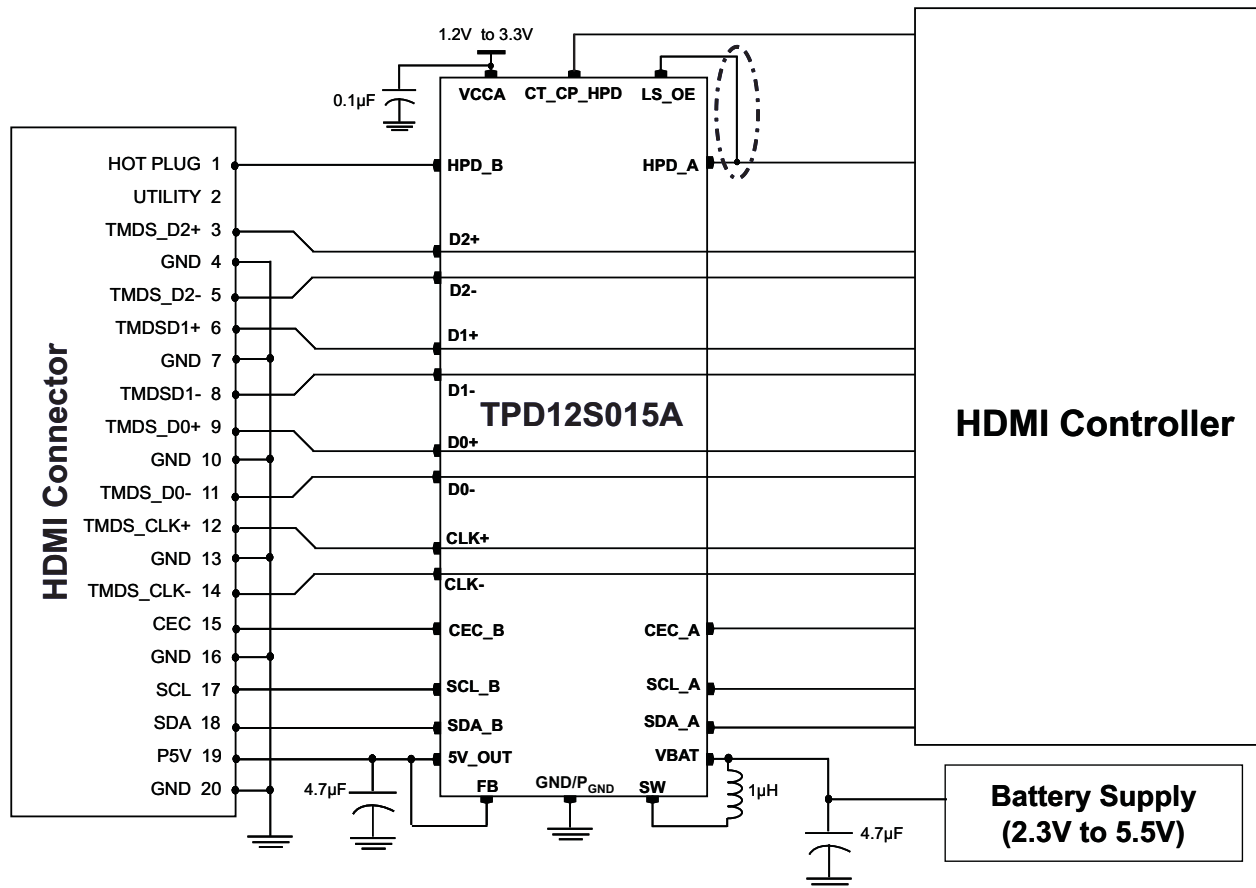 1.2V to 3.3V
0.1µF
VCCA
CT_CP_HPD
LS_OE
HOT PLUG 1
HPD_B
HPD_A
UTILITY 2
TMDS_D2+ 3
D2+
GND 4
TMDS_D2- 5
D2-
TMDSD1+ 6
D1+
GND 7
TMDSD1- 8
D1-
TPD12S015A
HDMI Controller
TMDS_D0+ 9
D0+
GND 10
TMDS_D0- 11
D0-
TMDS_CLK+ 12
CLK+
GND 13
TMDS_CLK- 14
CLK-
HDMI Connector
CEC 15
CEC_B
CEC_A
GND 16
SCL 17
SCL_B
SCL_A
SDA 18
SDA_B
SDA_A
P5V 19
5V_OUT
VBAT
GND 20
4.7µF
FB
GND/PGND
SW
1µH
4.7µF
Battery Supply
(2.3V to 5.5V)